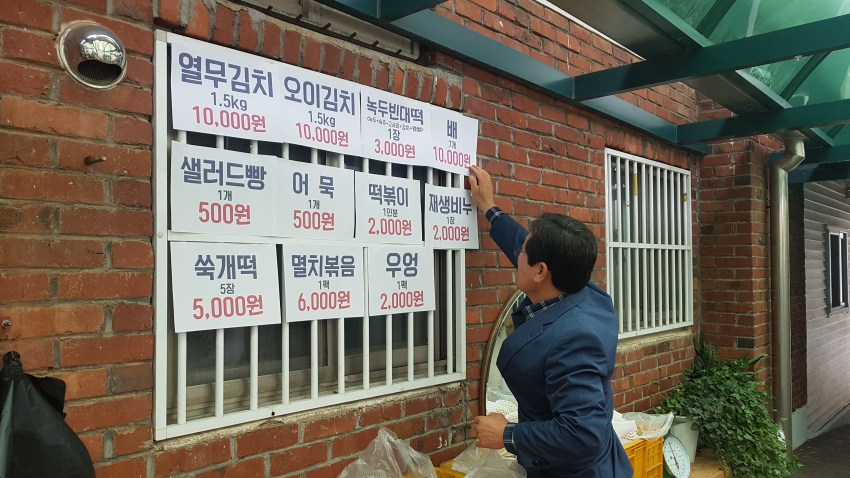 열무김치
1.5kg
10,000원
오이김치
1.5kg
10,000원
녹두빈대떡
1장
3,000원
배
7개
10,000원
샐러드빵
1개
500원
어묵
1개
500원
떡볶이
1인분
2,000원
재생비누
1장
2,000원
쑥개떡
5장
5,000원
멸치볶음
1팩
6,000원
우엉
1팩
2,000원